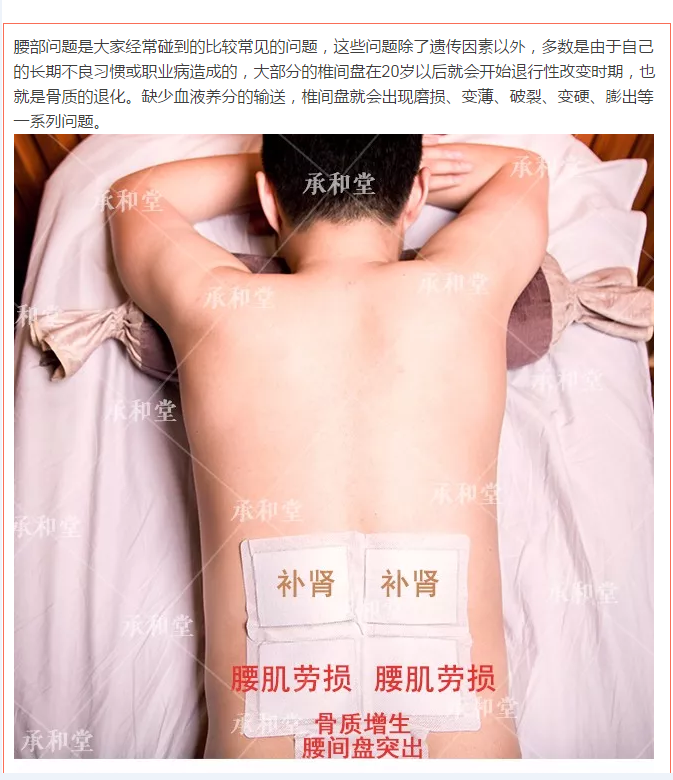 腰部问题是大家经常碰到的比较常见的问题，这些问题除了遗传因素以外，多数是由于自己
的长期不良习惯或职业病造成的，大部分的椎间盘在20岁以后就会开始退行性改变时期，也
就是骨质的退化。缺少血液养分的输送，椎间盘就会出现磨损、变薄、破裂、变硬、膨出等
一系列问题。
承和堂
承和堂
承和堂
承和堂
承和堂
承和堂
承和堂
承和堂
承和堂
承和堂
承和堂
补肾 补肾
承和堂
承和堂
腰肌劳损 腰肌劳损
承和堂
承和堂
骨质增生
承和堂
腰间盘突出